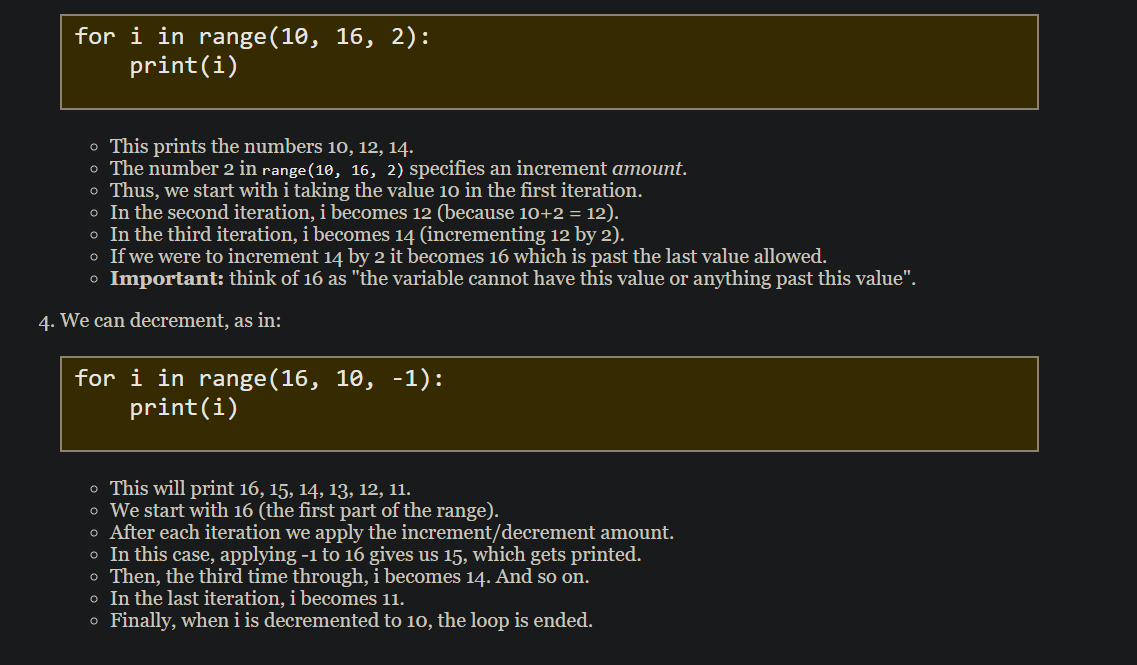 for i in range(10, 16, 2):
    print(i)
◦ This prints the numbers 10, 12, 14.
◦ The number 2 in range(10, 16, 2) specifies an increment amount.
◦ Thus, we start with i taking the value 10 in the first iteration.
◦ In the second iteration, i becomes 12 (because 10+2 = 12).
◦ In the third iteration, i becomes 14 (incrementing 12 by 2).
◦ If we were to increment 14 by 2 it becomes 16 which is past the last value allowed.
◦ Important: think of 16 as "the variable cannot have this value or anything past this value".
4. We can decrement, as in:
for i in range(16, 10, -1):
    print(i)
◦ This will print 16, 15, 14, 13, 12, 11.
◦ We start with 16 (the first part of the range).
◦ After each iteration we apply the increment/decrement amount.
◦ In this case, applying -1 to 16 gives us 15, which gets printed.
◦ Then, the third time through, i becomes 14. And so on.
◦ In the last iteration, i becomes 11.
◦ Finally, when i is decremented to 10, the loop is ended.